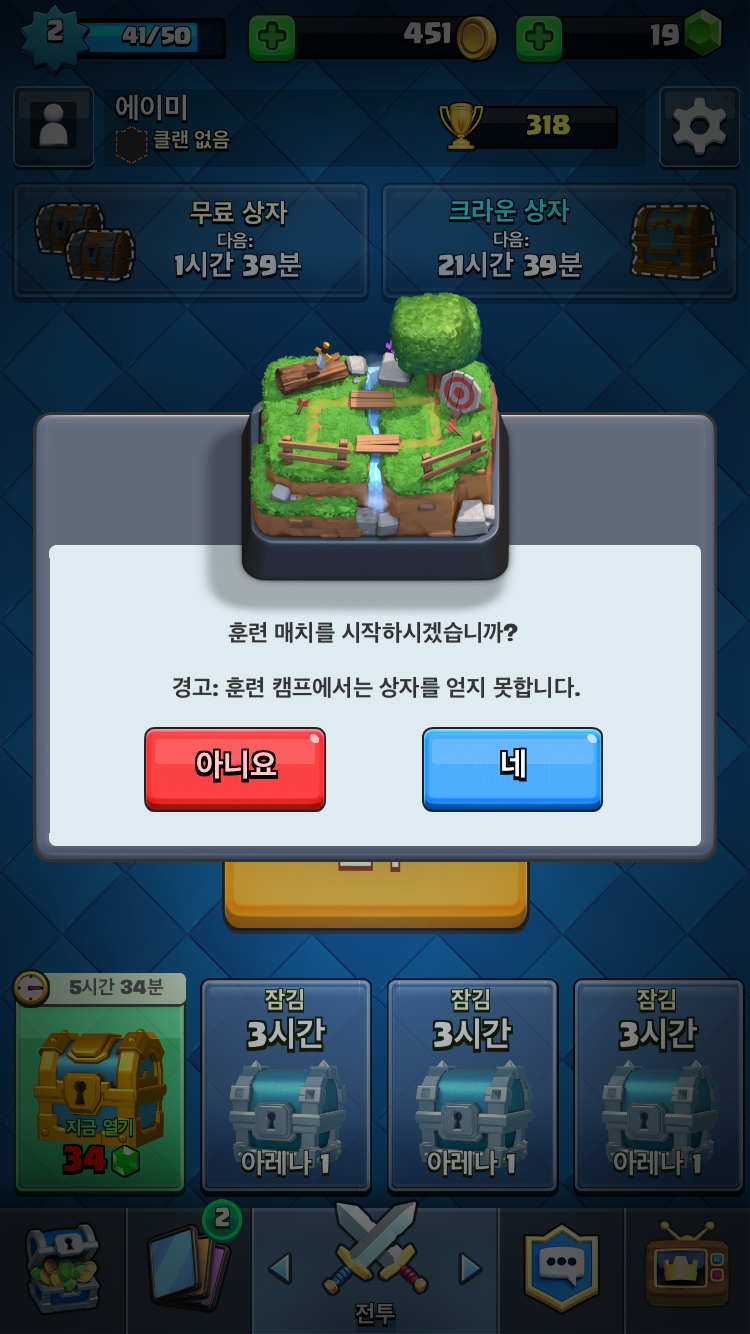 2
41/50
451
19
에이미
클랜 없음
318
무료 상자
다음:
1시간 39분
크라운 상자
다음:
21시간 39분
훈련 매치를 시작하시겠습니까?
경고: 훈련 캠프에서는 상자를 얻지 못합니다.
아니요
네
5시간 34분
지금 열기
34
잠김
3시간
아레나 1
잠김
3시간
아레나 1
잠김
3시간
아레나 1
2
전투